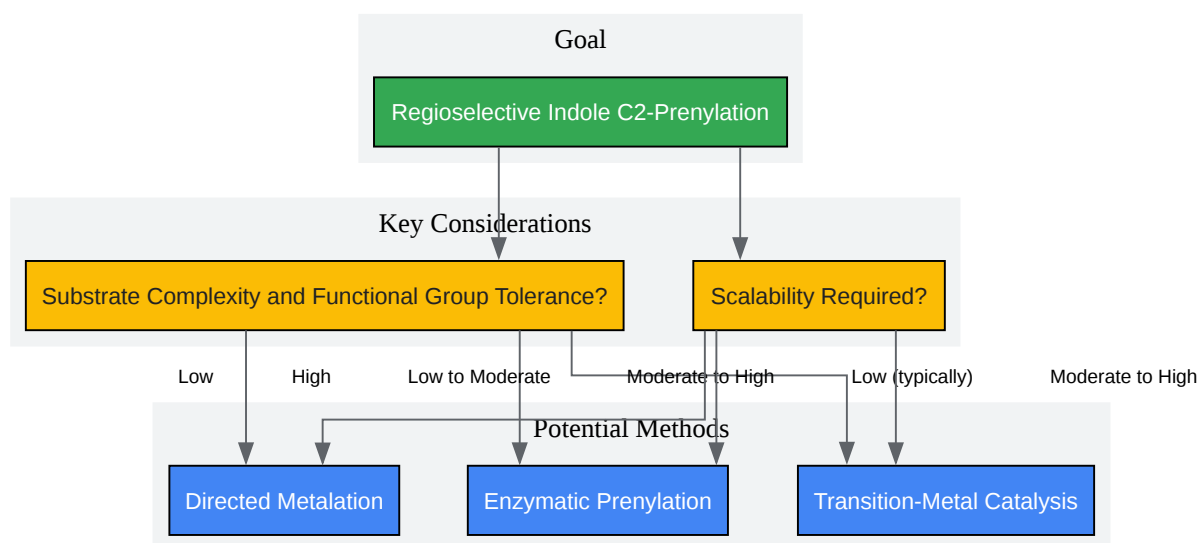 Goal
Regioselective Indole C2-Prenylation
Key Considerations
Substrate Complexity and Functional Group Tolerance?
Scalability Required?
Low
High
Low to Moderate
Moderate to High
Low (typically)
Moderate to High
Potential Methods
Directed Metalation
Enzymatic Prenylation
Transition-Metal Catalysis